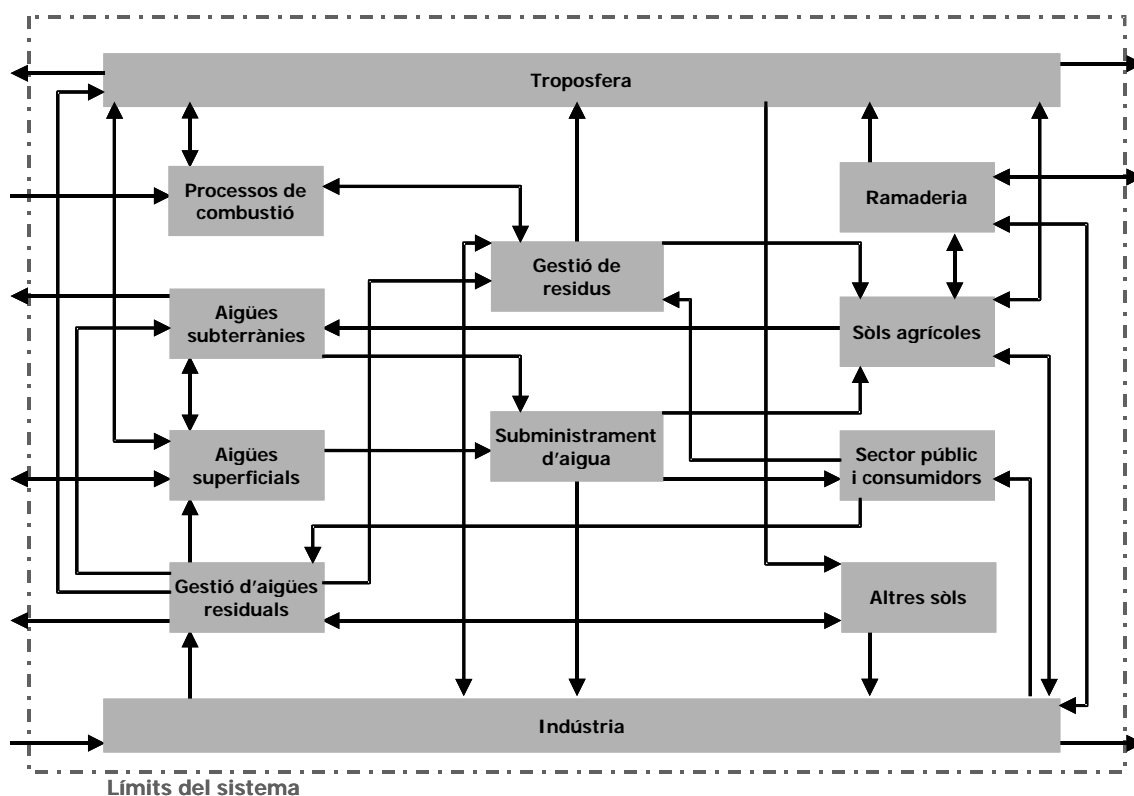 Troposfera
Processos de
combustió
Ramaderia
Gestió de
residus
Aigües
subterrànies
Sòls agrícoles
Subministrament
d'aigua
Aigües
superficials
Sector públic
i consumidors
Gestió d'aigües
residuals
Altres sòls
Indústria
Límits del sistema